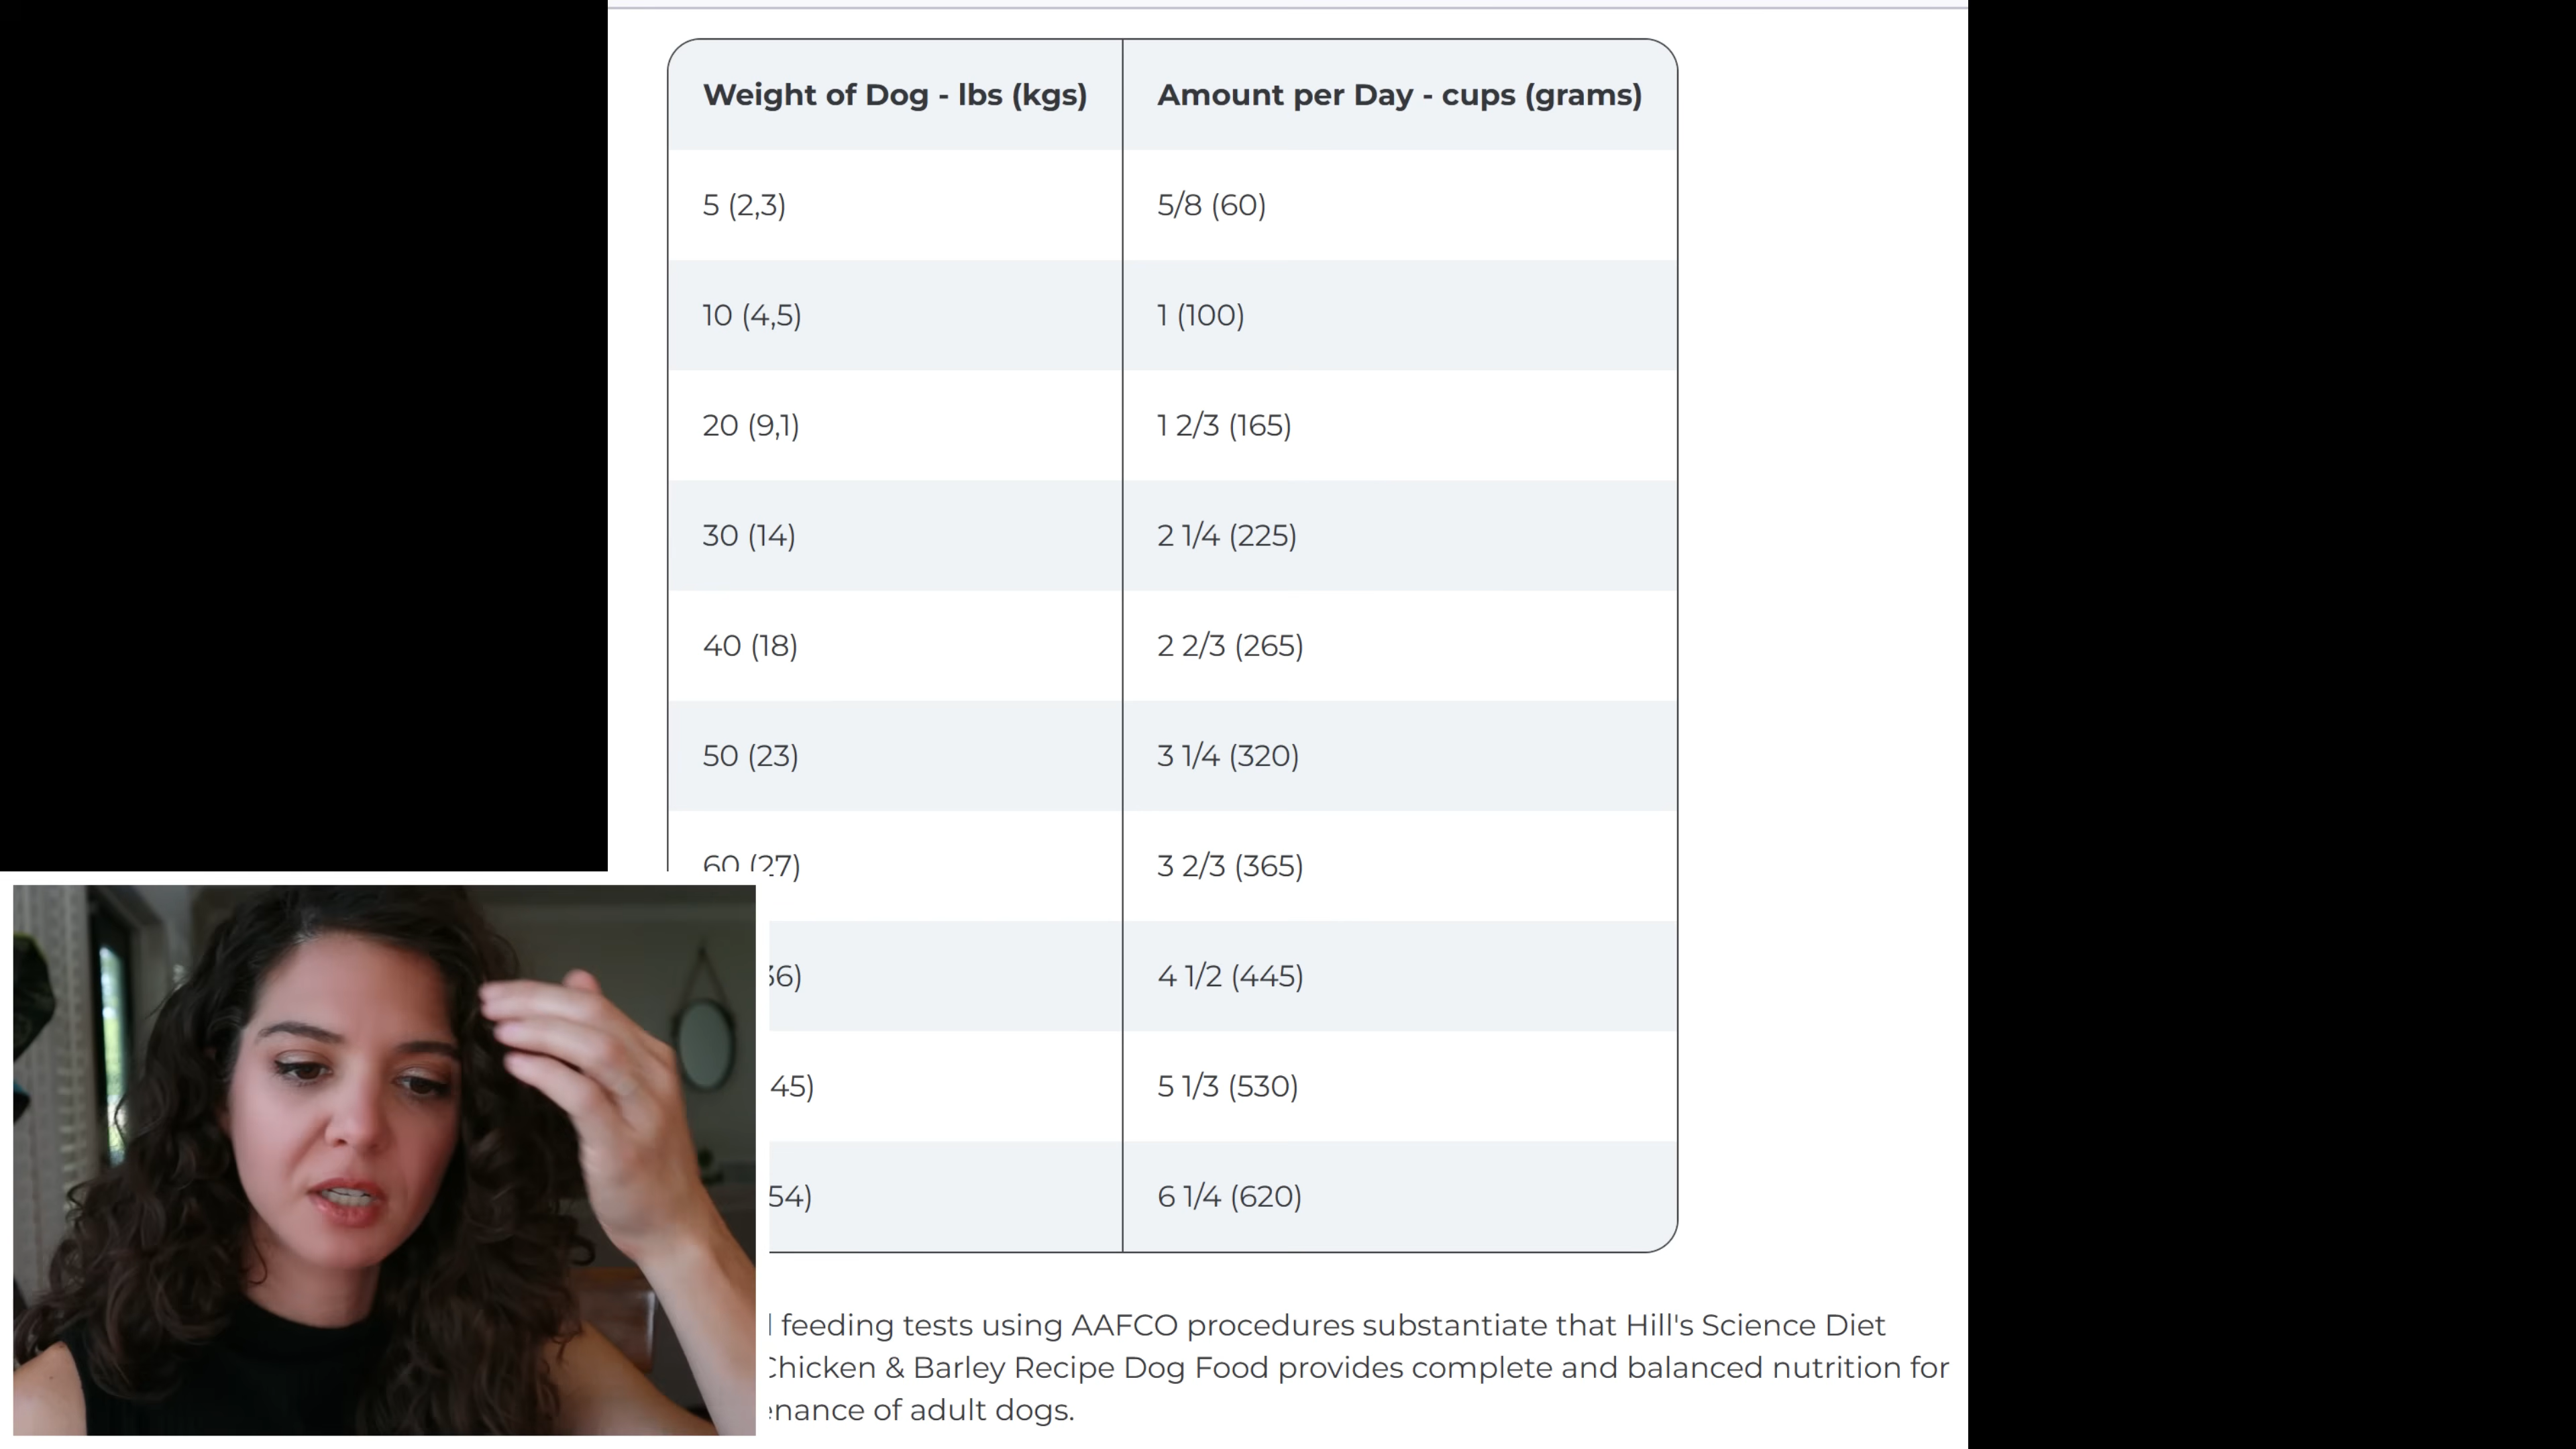 Weight of Dog - lbs (kgs) Amount per Day - cups (grams)
5 (2,3) 5/8 (60)
10 (4,5) 1 (100)
20 (9,1) 1 2/3 (165)
30 (14) 2 1/4 (225)
40 (18) 2 2/3 (265)
50 (23) 3 1/4 (320)
60 (27) 3 2/3 (365)
36) 4 1/2 (445)
45) 5 1/3 (530)
54) 6 1/4 (620)
feeding tests using AAFCO procedures substantiate that Hill's Science Diet
Chicken & Barley Recipe Dog Food provides complete and balanced nutrition for
enance of adult dogs.